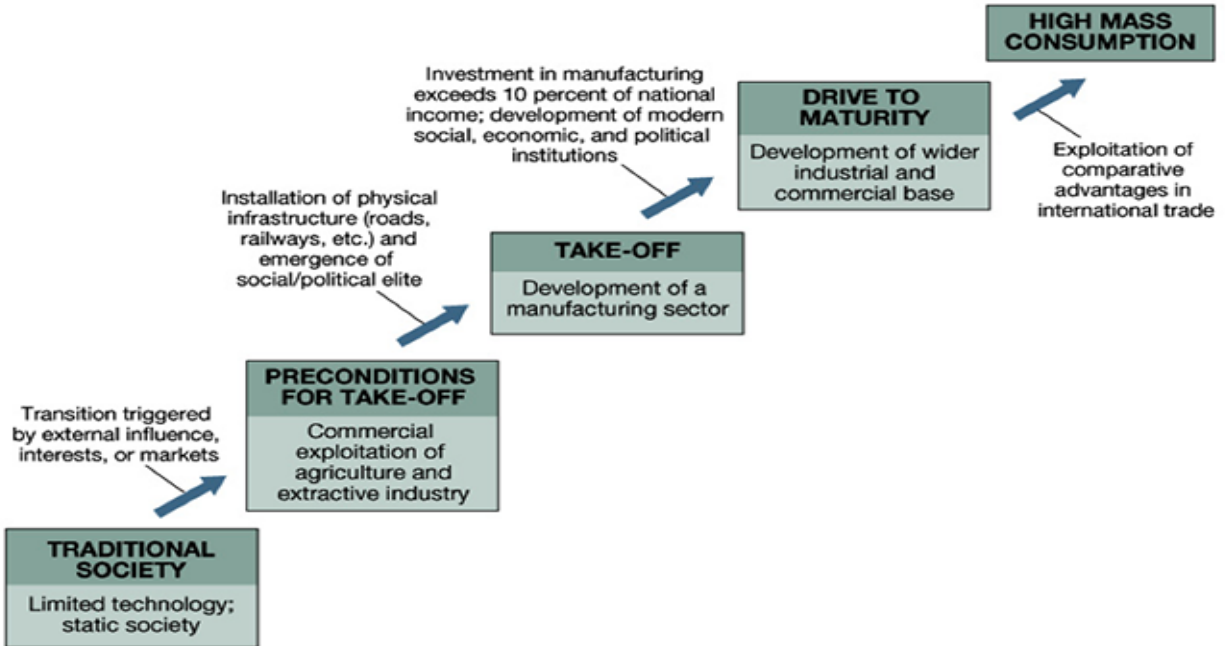 HIGH MASS
CONSUMPTION
Investment in manufacturing
exceeds 10 percent of national
income; development of modern
social, economic, and political
institutions
DRIVE TO
MATURITY
Development of wider
industrial and
commercial base
Exploitation of
comparative
advantages in
international trade
Installation of physical
infrastructure (roads,
railways, etc.) and
emergence of
social/political elite
TAKE-OFF
Development of a
manufacturing sector
PRECONDITIONS
FOR TAKE-OFF
Commercial
exploitation of
agriculture and
extractive industry
Transition triggered
by external influence,
interests, or markets
TRADITIONAL
SOCIETY
Limited technology;
static society